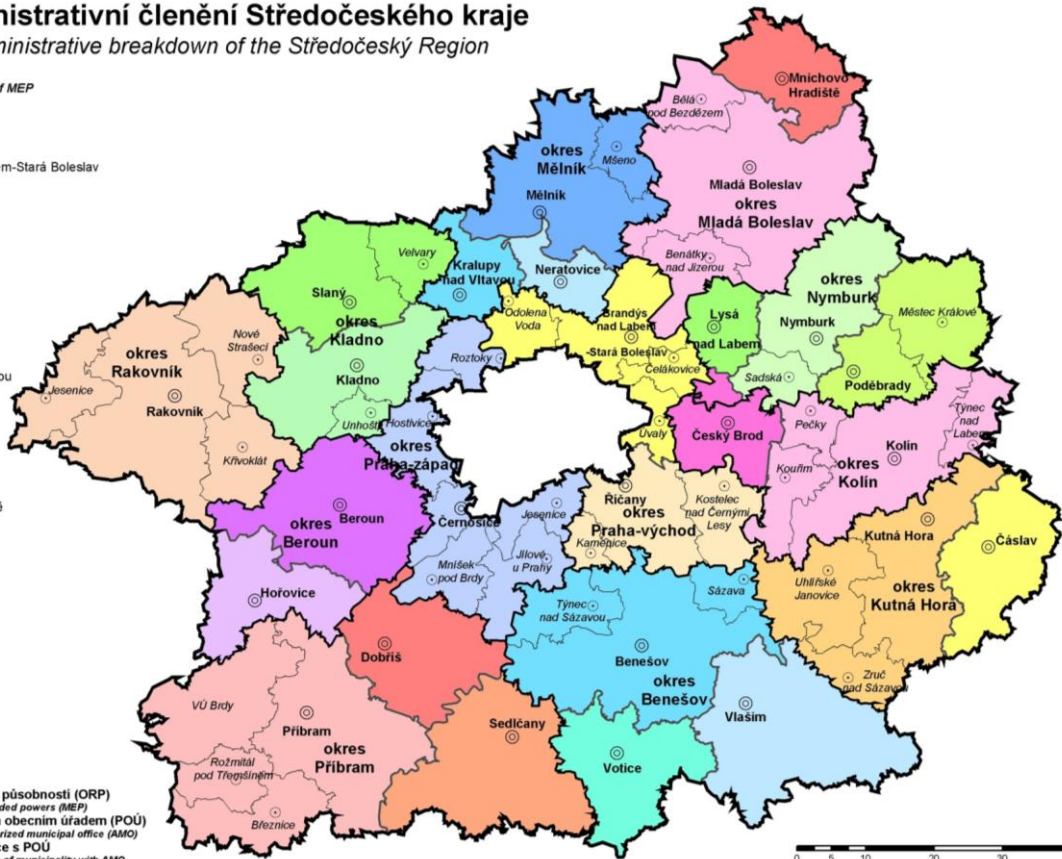 nistrativní členění Středočeského kraje
ministrative breakdown of the Středočeský Region
f MEP
m-Stará Boleslav
ou
é
Mnichovo
Hradiště
Bělá
pod Bezdězem
okres
Mělník
Mšeno
Mělník
Mladá Boleslav
okres
Mladá Boleslav
Benátky
nad Jizerou
Velvary
Kralupy
nad Vltavou
Neratovice
Slaný
okres
Kladno
Odolena
Voda
Brandýs
nad Labem
-Stará Boleslav
Čelákovice
Lysá
nad Labem
okres
Nymburk
Nymburk
Městec Králové
Sadská
Poděbrady
Nové
Strašecí
okres
Rakovník
Jesenice
Rakovník
Křivoklát
Kladno
Unhošť
Roztoky
Hostivice
okres
Praha-západ
Úvaly
Český Brod
Pečky
Kolín
Týnec
nad
Labem
Kouřim
okres
Kolín
okres
Beroun
Beroun
Černošice
Jesenice
Říčany
okres
Praha-východ
Kostelec
nad Černými
Lesy
Kamenice
Mníšek
pod Brdy
Jílové
u Prahy
Kutná Hora
Čáslav
Uhlířské
Janovice
okres
Kutná Hora
Zruč
nad Sázavou
Hořovice
Dobříš
Týnec
nad Sázavou
Sázava
Benešov
okres
Benešov
Vlašim
VÚ Brdy
Příbram
okres
Příbram
Rožmitál
pod Třemšínem
Březnice
Sedlčany
Votice
působností (ORP)
ded powers (MEP)
obecním úřadem (POÚ)
rized municipal office (AMO)
ce s POÚ
of municipality with AMO
0 5 10 20 30